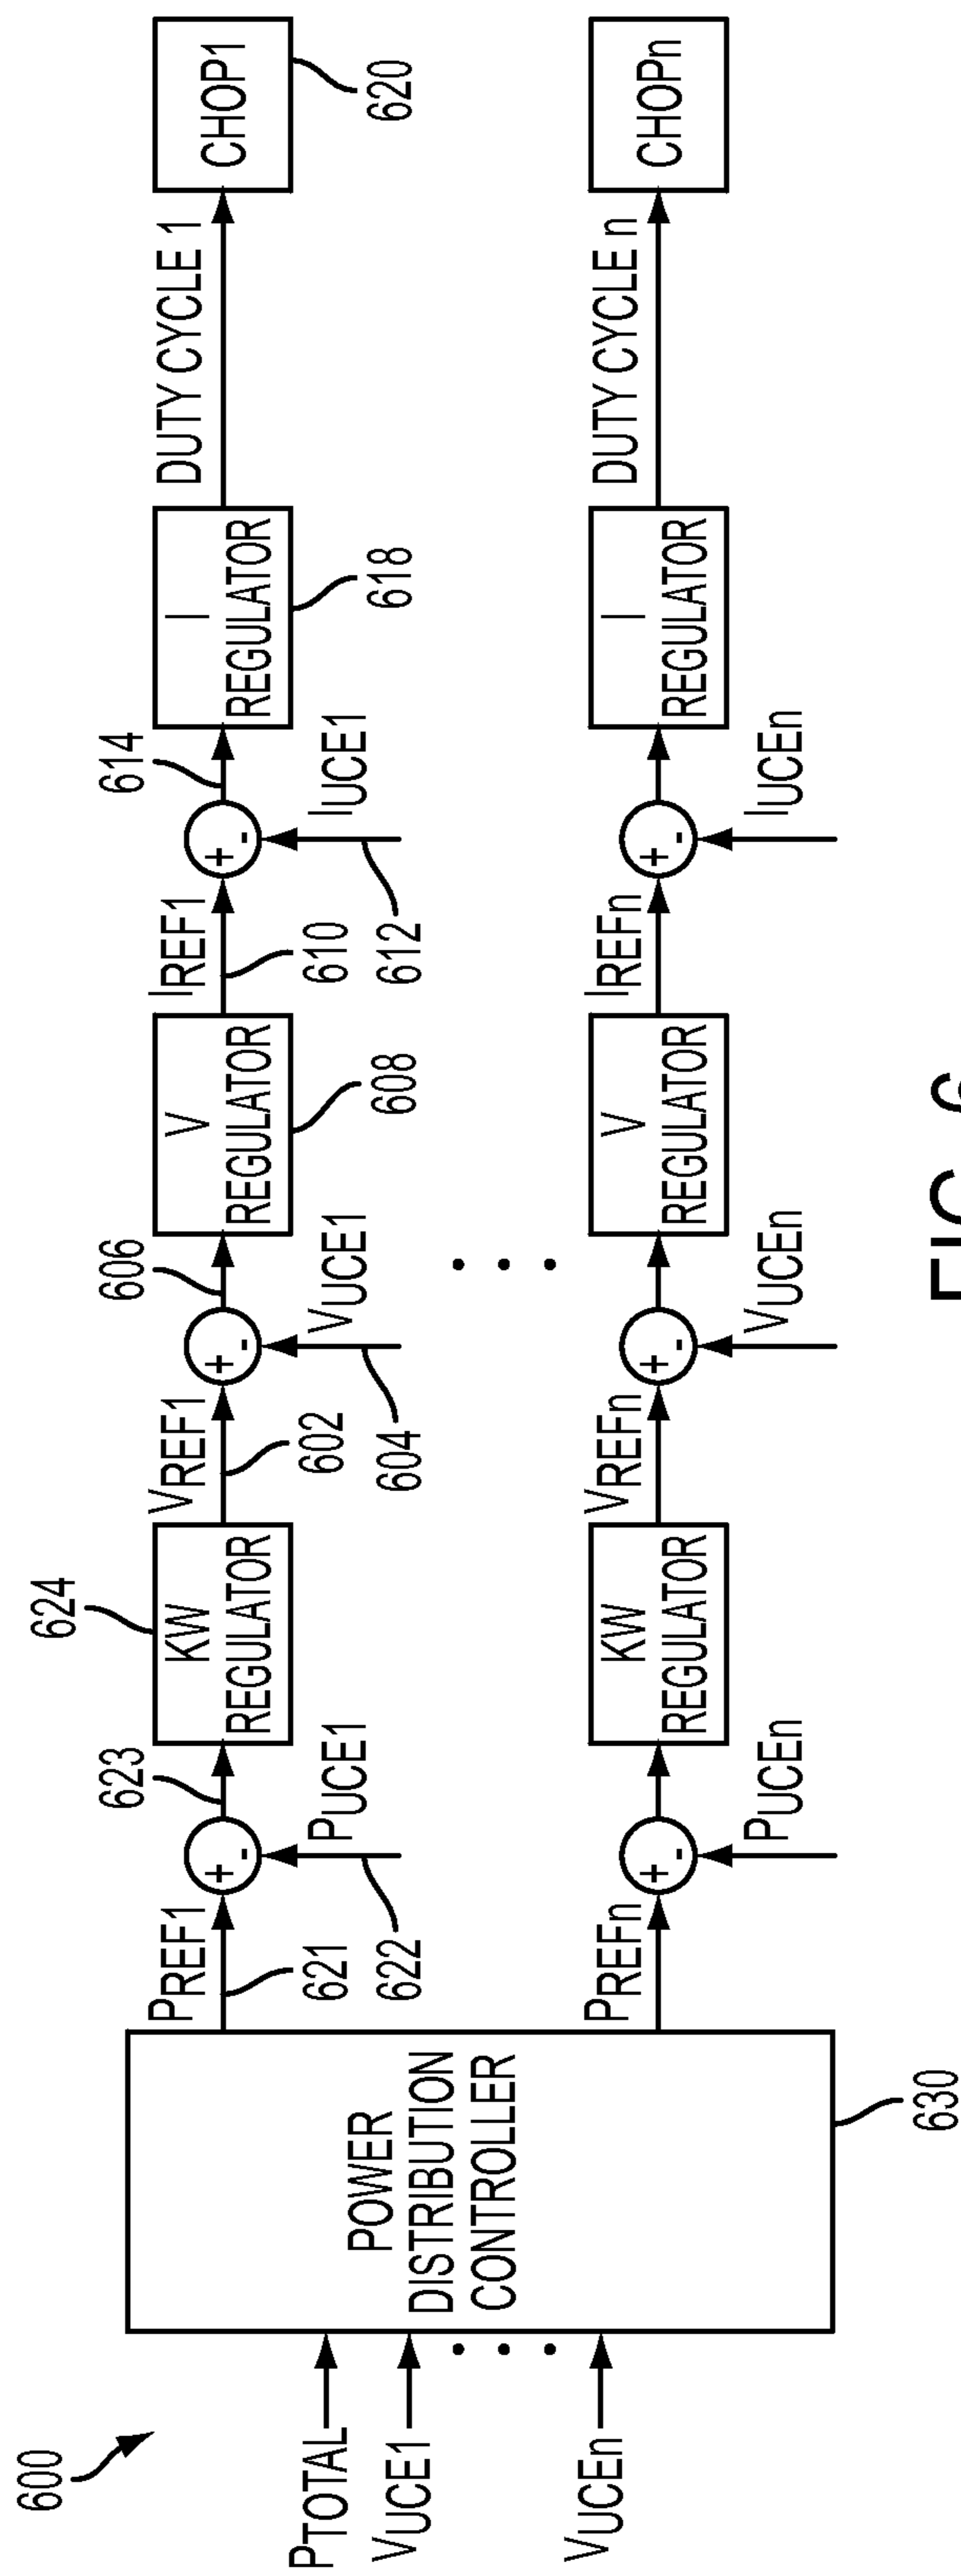 600
PTOTAL
VUCE1
VUCEn
POWER
DISTRIBUTION
CONTROLLER
630
PREF1
621
622
PUCE1
623
KW
REGULATOR
624
VREF1
602
604
VUCE1
606
V
REGULATOR
608
IREF1
610
612
IUCE1
614
I
REGULATOR
618
DUTY CYCLE 1
CHOP1
620
PREFn
PUCEn
KW
REGULATOR
VREFn
VUCEn
V
REGULATOR
IREFn
IUCEn
I
REGULATOR
DUTY CYCLE n
CHOPn